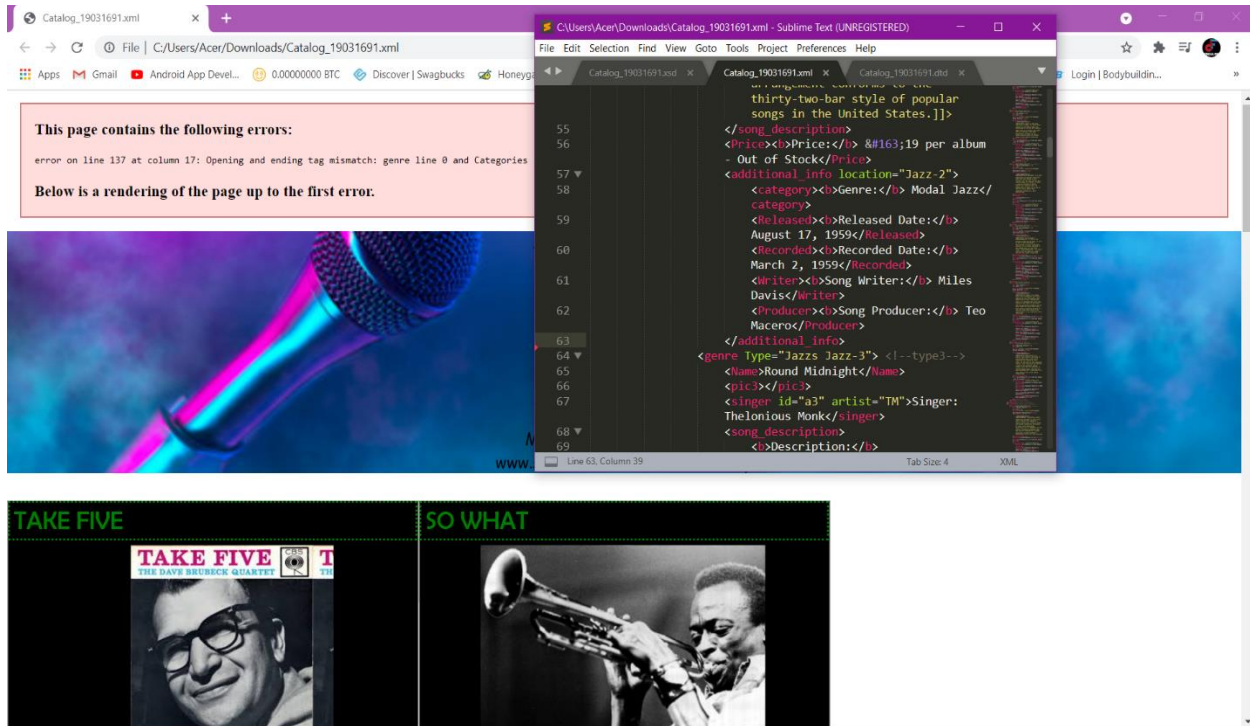 Catalog_19031691.xml
File | C:/Users/Acer/Downloads/Catalog_19031691.xml
Apps Gmail Android App Devel... 0.00000000 BTC Discover | Swagbucks Honeyga
Login | Bodybuildin...
This page contains the following errors:
error on line 137 at column 17: Opening and ending tag mismatch: genre line 0 and Categories
Below is a rendering of the page up to the first error.
C:\Users\Acer\Downloads\Catalog_19031691.xml - Sublime Text (UNREGISTERED)
File Edit Selection Find View Goto Tools Project Preferences Help
Catalog_19031691.xsd Catalog_19031691.xml Catalog_19031691.dtd
arrangement conforms to the
thirty-two-bar style of popular
songs in the United States.]]>
55 </song_description>
56 <Price><b>Price:</b> &#163;19 per album
- Out of Stock</Price>
57 <additional_info location="Jazz-2">
58 <category><b>Genre:</b> Modal Jazz</
category>
59 <Released><b>Released Date:</b>
August 17, 1959</Released>
60 <Recorded><b>Recorded Date:</b>
March 2, 1959</Recorded>
61 <Writer><b>Song Writer:</b> Miles
Davis</Writer>
62 <Producer><b>Song Producer:</b> Teo
Macero</Producer>
63 </additional_info>
64 <genre Type="Jazzs Jazz-3"> <!--type3-->
65 <Name>Round Midnight</Name>
66 <pic3></pic3>
67 <singer id="a3" artist="TM">Singer:
Thelonious Monk</singer>
68 <song_description>
69 <b>Description:</b>
Line 63, Column 39 Tab Size: 4 XML
www.
TAKE FIVE SO WHAT
TAKE FIVE CBS
THE DAVE BRUBECK QUARTET